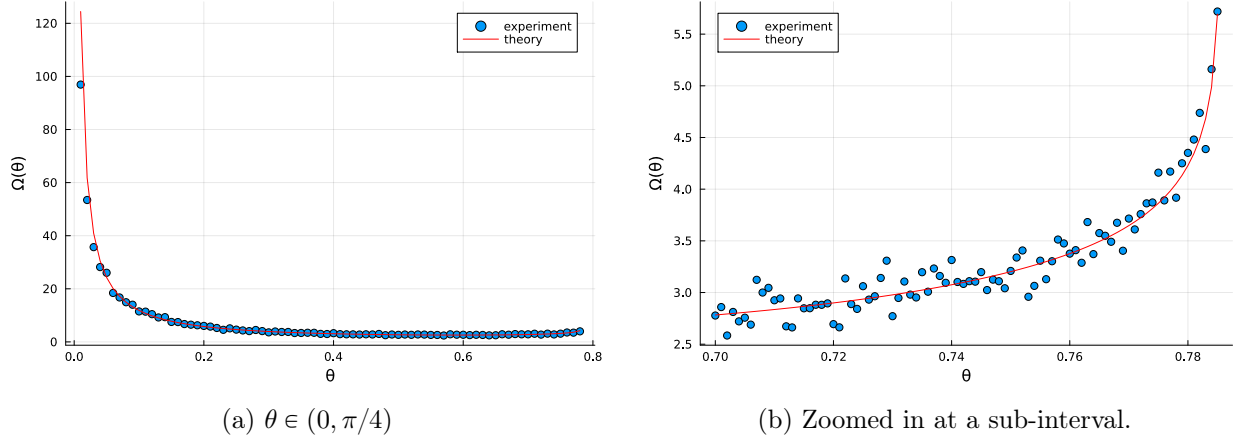 120
100
80
60
40
20
0
Ω(θ)
0.0
0.2
0.4
0.6
0.8
θ
experiment
theory
(a) θ ∈ (0, π/4)
5.5
5.0
4.5
4.0
3.5
3.0
2.5
Ω(θ)
0.70
0.72
0.74
0.76
0.78
θ
experiment
theory
(b) Zoomed in at a sub-interval.